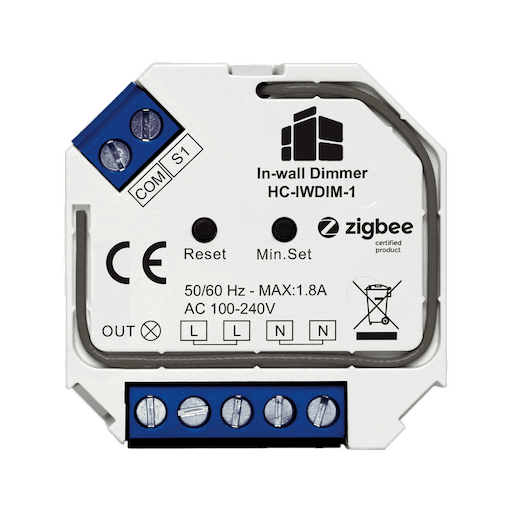 COM S1
In-wall Dimmer
HC-IWDIM-1
Reset
Min.Set
zigbee
certified
product
CE
50/60 Hz - MAX:1.8A
AC 100-240V
OUT L L N N